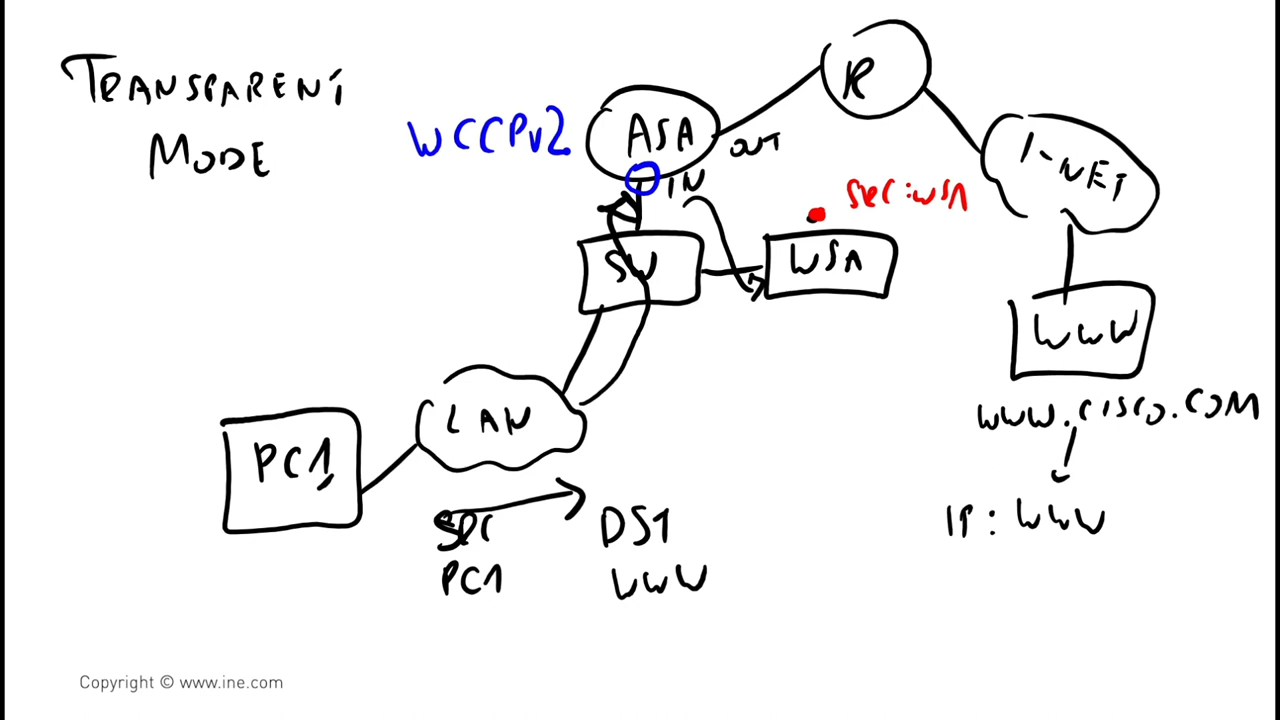 TRANSPARENT
MODE
WCCPv2
ASA
OUT
IN
R
I-NET
SRC:WSA
SW
WSA
WWW
WWW.CISCO.COM
IP: WWW
LAN
PC1
SRC
DST
PC1
WWW
Copyright © www.ine.com